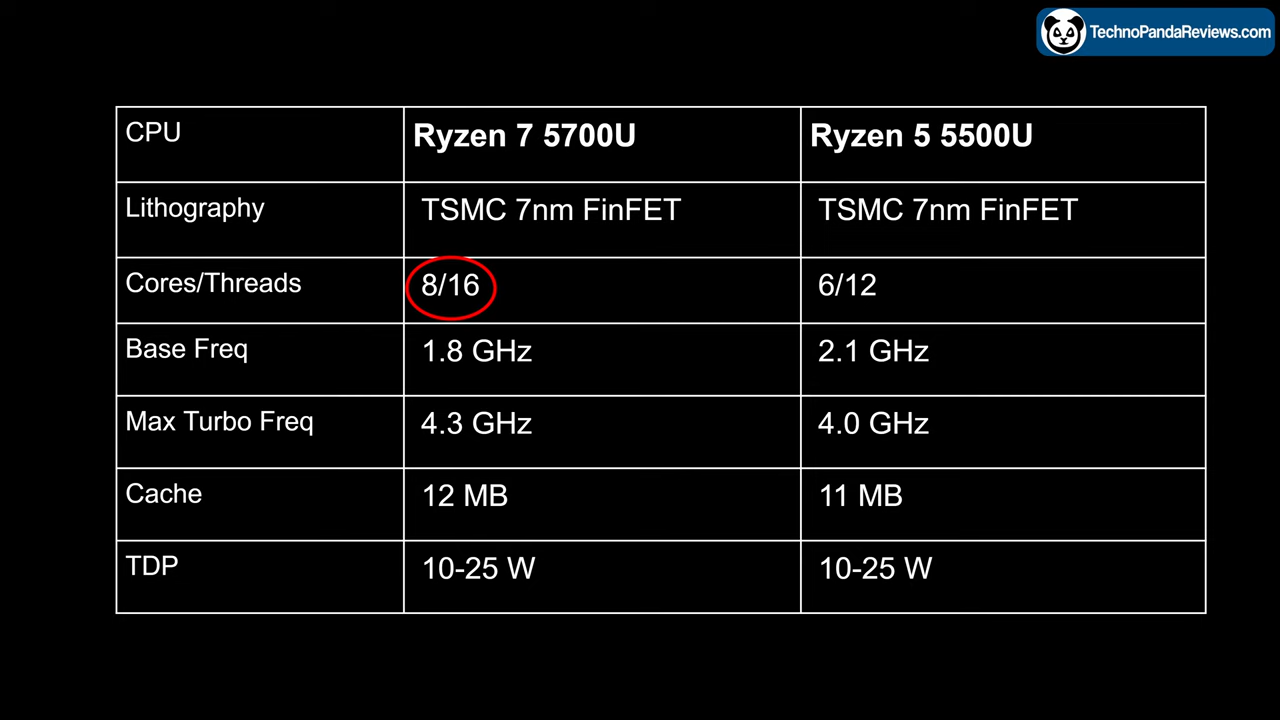 TechnoPandaReviews.com
CPU Ryzen 7 5700U Ryzen 5 5500U
Lithography TSMC 7nm FinFET TSMC 7nm FinFET
Cores/Threads 8/16 6/12
Base Freq 1.8 GHz 2.1 GHz
Max Turbo Freq 4.3 GHz 4.0 GHz
Cache 12 MB 11 MB
TDP 10-25 W 10-25 W